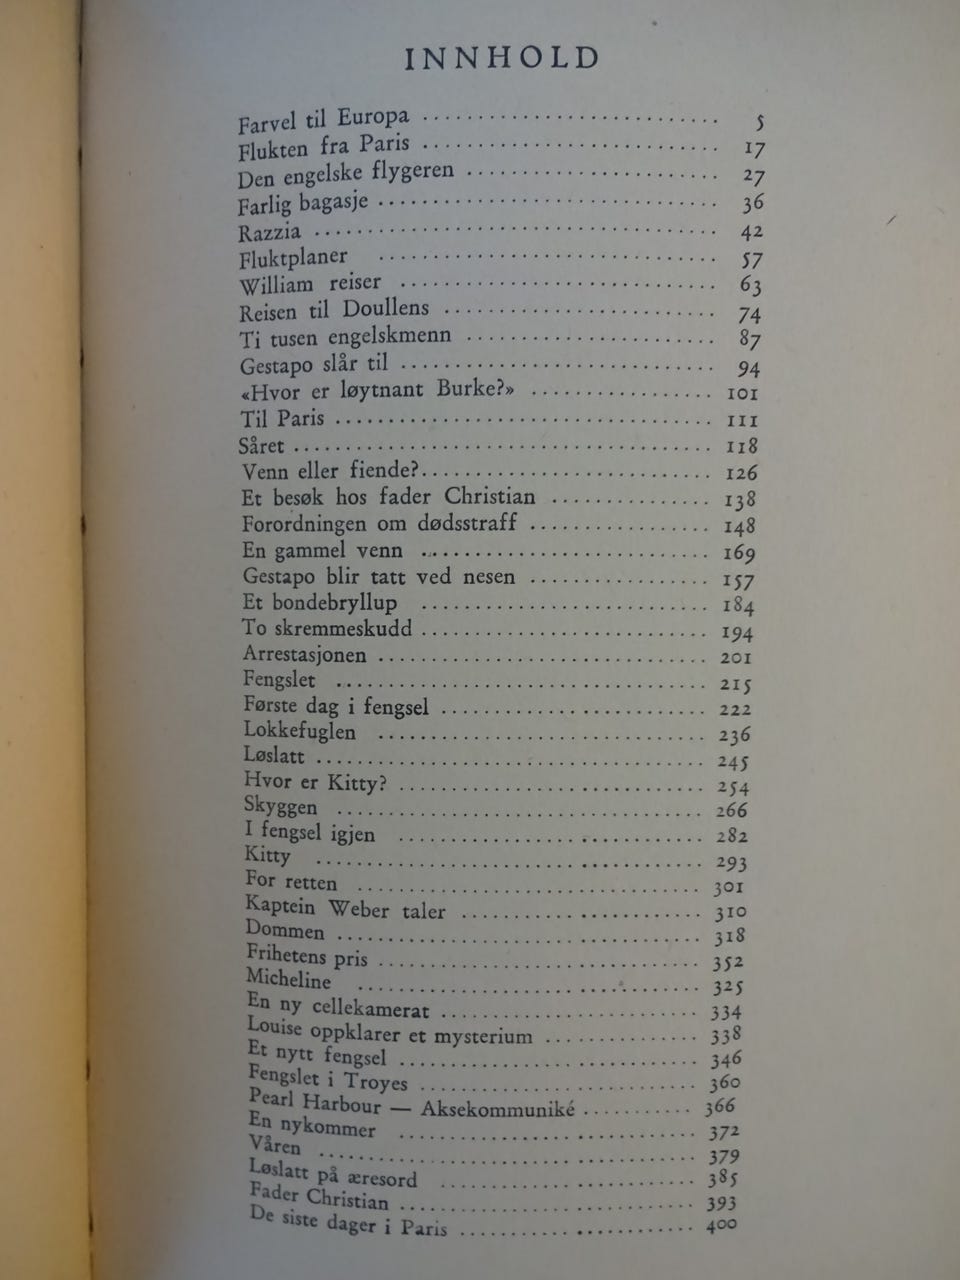 INNHOLD
Farvel til Europa ........................... 5
Flukten fra Paris ........................... 17
Den engelske flygeren ....................... 27
Farlig bagasje .............................. 36
Razzia ...................................... 42
Fluktplaner ................................. 57
William reiser .............................. 63
Reisen til Doullens ......................... 74
Ti tusen engelskmenn ........................ 87
Gestapo slår til ............................ 94
«Hvor er løytnant Burke?» ................... 101
Til Paris ................................... 111
Såret ....................................... 118
Venn eller fiende? .......................... 126
Et besøk hos fader Christian ................ 138
Forordningen om dødsstraff .................. 148
En gammel venn .............................. 169
Gestapo blir tatt ved nesen ................. 157
Et bondebryllup ............................. 184
To skremmeskudd ............................. 194
Arrestasjonen ............................... 201
Fengslet .................................... 215
Første dag i fengsel ........................ 222
Lokkefuglen ................................. 236
Løslatt ..................................... 245
Hvor er Kitty? .............................. 254
Skyggen ..................................... 266
I fengsel igjen ............................. 282
Kitty ....................................... 293
For retten .................................. 301
Kaptein Weber taler ......................... 310
Dommen ...................................... 318
Frihetens pris .............................. 352
Micheline ................................... 325
En ny cellekamerat .......................... 334
Louise oppklarer et mysterium ............... 338
Et nytt fengsel ............................. 346
Fengslet i Troyes ........................... 360
Pearl Harbour — Aksekommuniké ............... 366
En nykommer ................................. 372
Våren ....................................... 379
Løslatt på æresord .......................... 385
Fader Christian ............................. 393
De siste dager i Paris ...................... 400